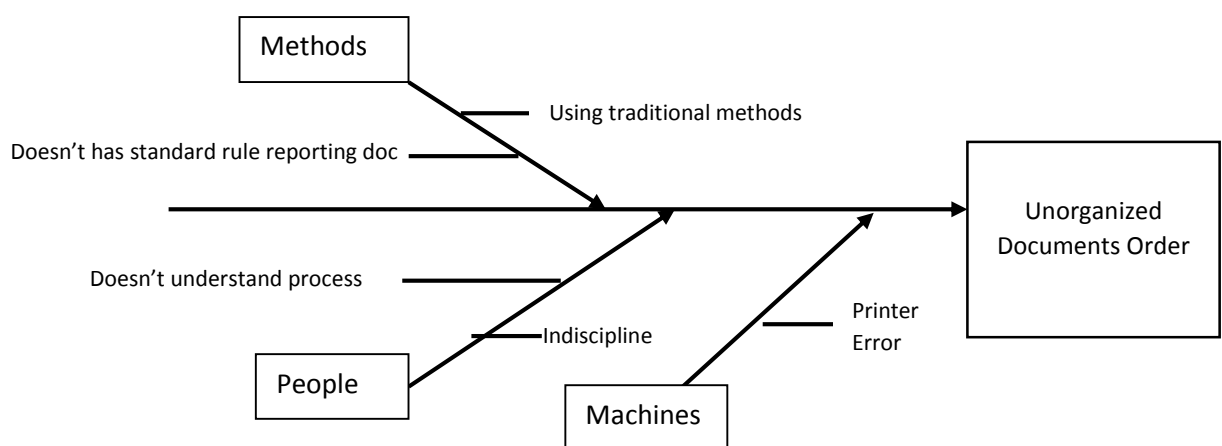 Methods
Using traditional methods
Doesn’t has standard rule reporting doc
Unorganized
Documents Order
Doesn’t understand process
Printer
Error
Indiscipline
People
Machines